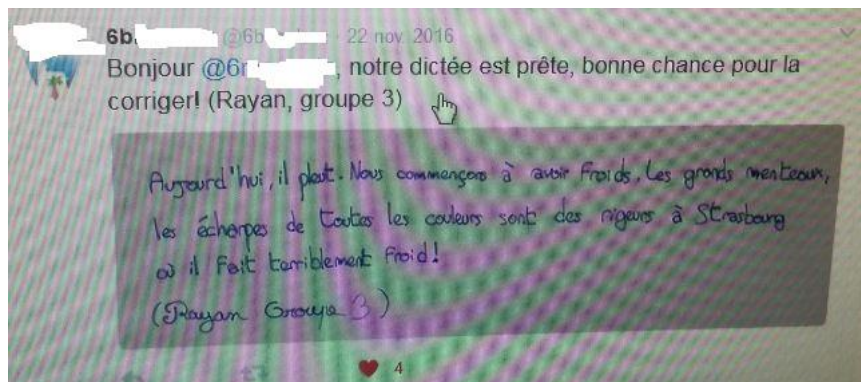 6b @6b · 22 nov. 2016
Bonjour @6r , notre dictée est prête, bonne chance pour la
corriger! (Rayan, groupe 3)
Aujourd'hui, il pleut. Nous commençons à avoir froids. Les grands menteaux,
les écharpes de toutes les couleurs sont des rigeurs à Strasbourg
où il fait terriblement froid!
(Rayan Groupe 3)
4